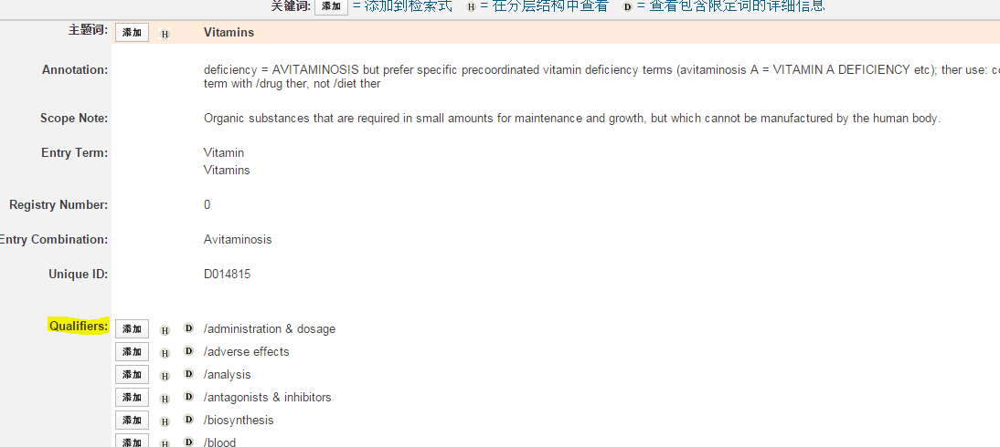 关键词: 添加 = 添加到检索式 H = 在分层结构中查看 D = 查看包含限定词的详细信息
主题词: 添加 H Vitamins
Annotation: deficiency = AVITAMINOSIS but prefer specific precoordinated vitamin deficiency terms (avitaminosis A = VITAMIN A DEFICIENCY etc); ther use:
term with /drug ther, not /diet ther
Scope Note: Organic substances that are required in small amounts for maintenance and growth, but which cannot be manufactured by the human body.
Entry Term: Vitamin
Vitamins
Registry Number: 0
Entry Combination: Avitaminosis
Unique ID: D014815
Qualifiers: 添加 H D /administration & dosage
添加 H D /adverse effects
添加 H D /analysis
添加 H D /antagonists & inhibitors
添加 H D /biosynthesis
添加 H D /blood